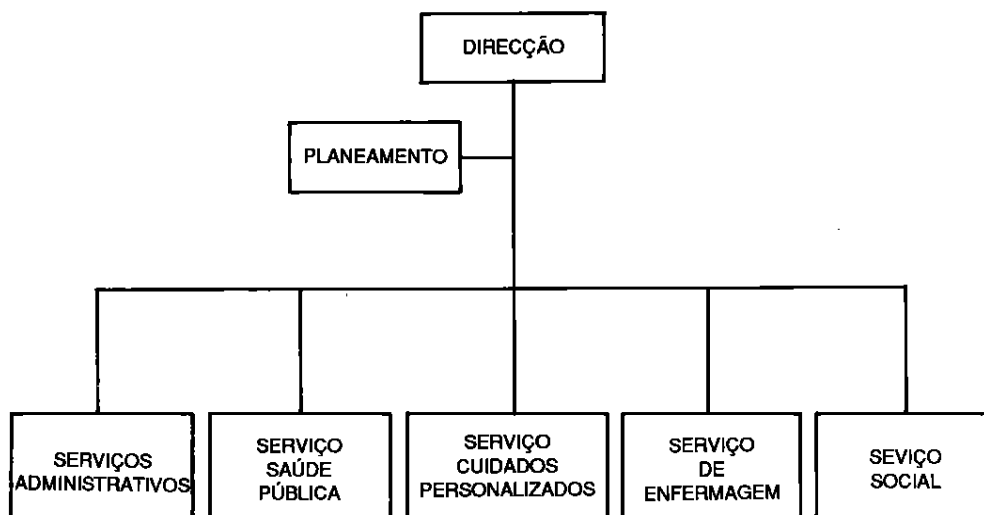 DIRECÇÃO
PLANEAMENTO
SERVIÇOS
ADMINISTRATIVOS
SERVIÇO
SAÚDE
PÚBLICA
SERVIÇO
CUIDADOS
PERSONALIZADOS
SERVIÇO
DE
ENFERMAGEM
SEVIÇO
SOCIAL